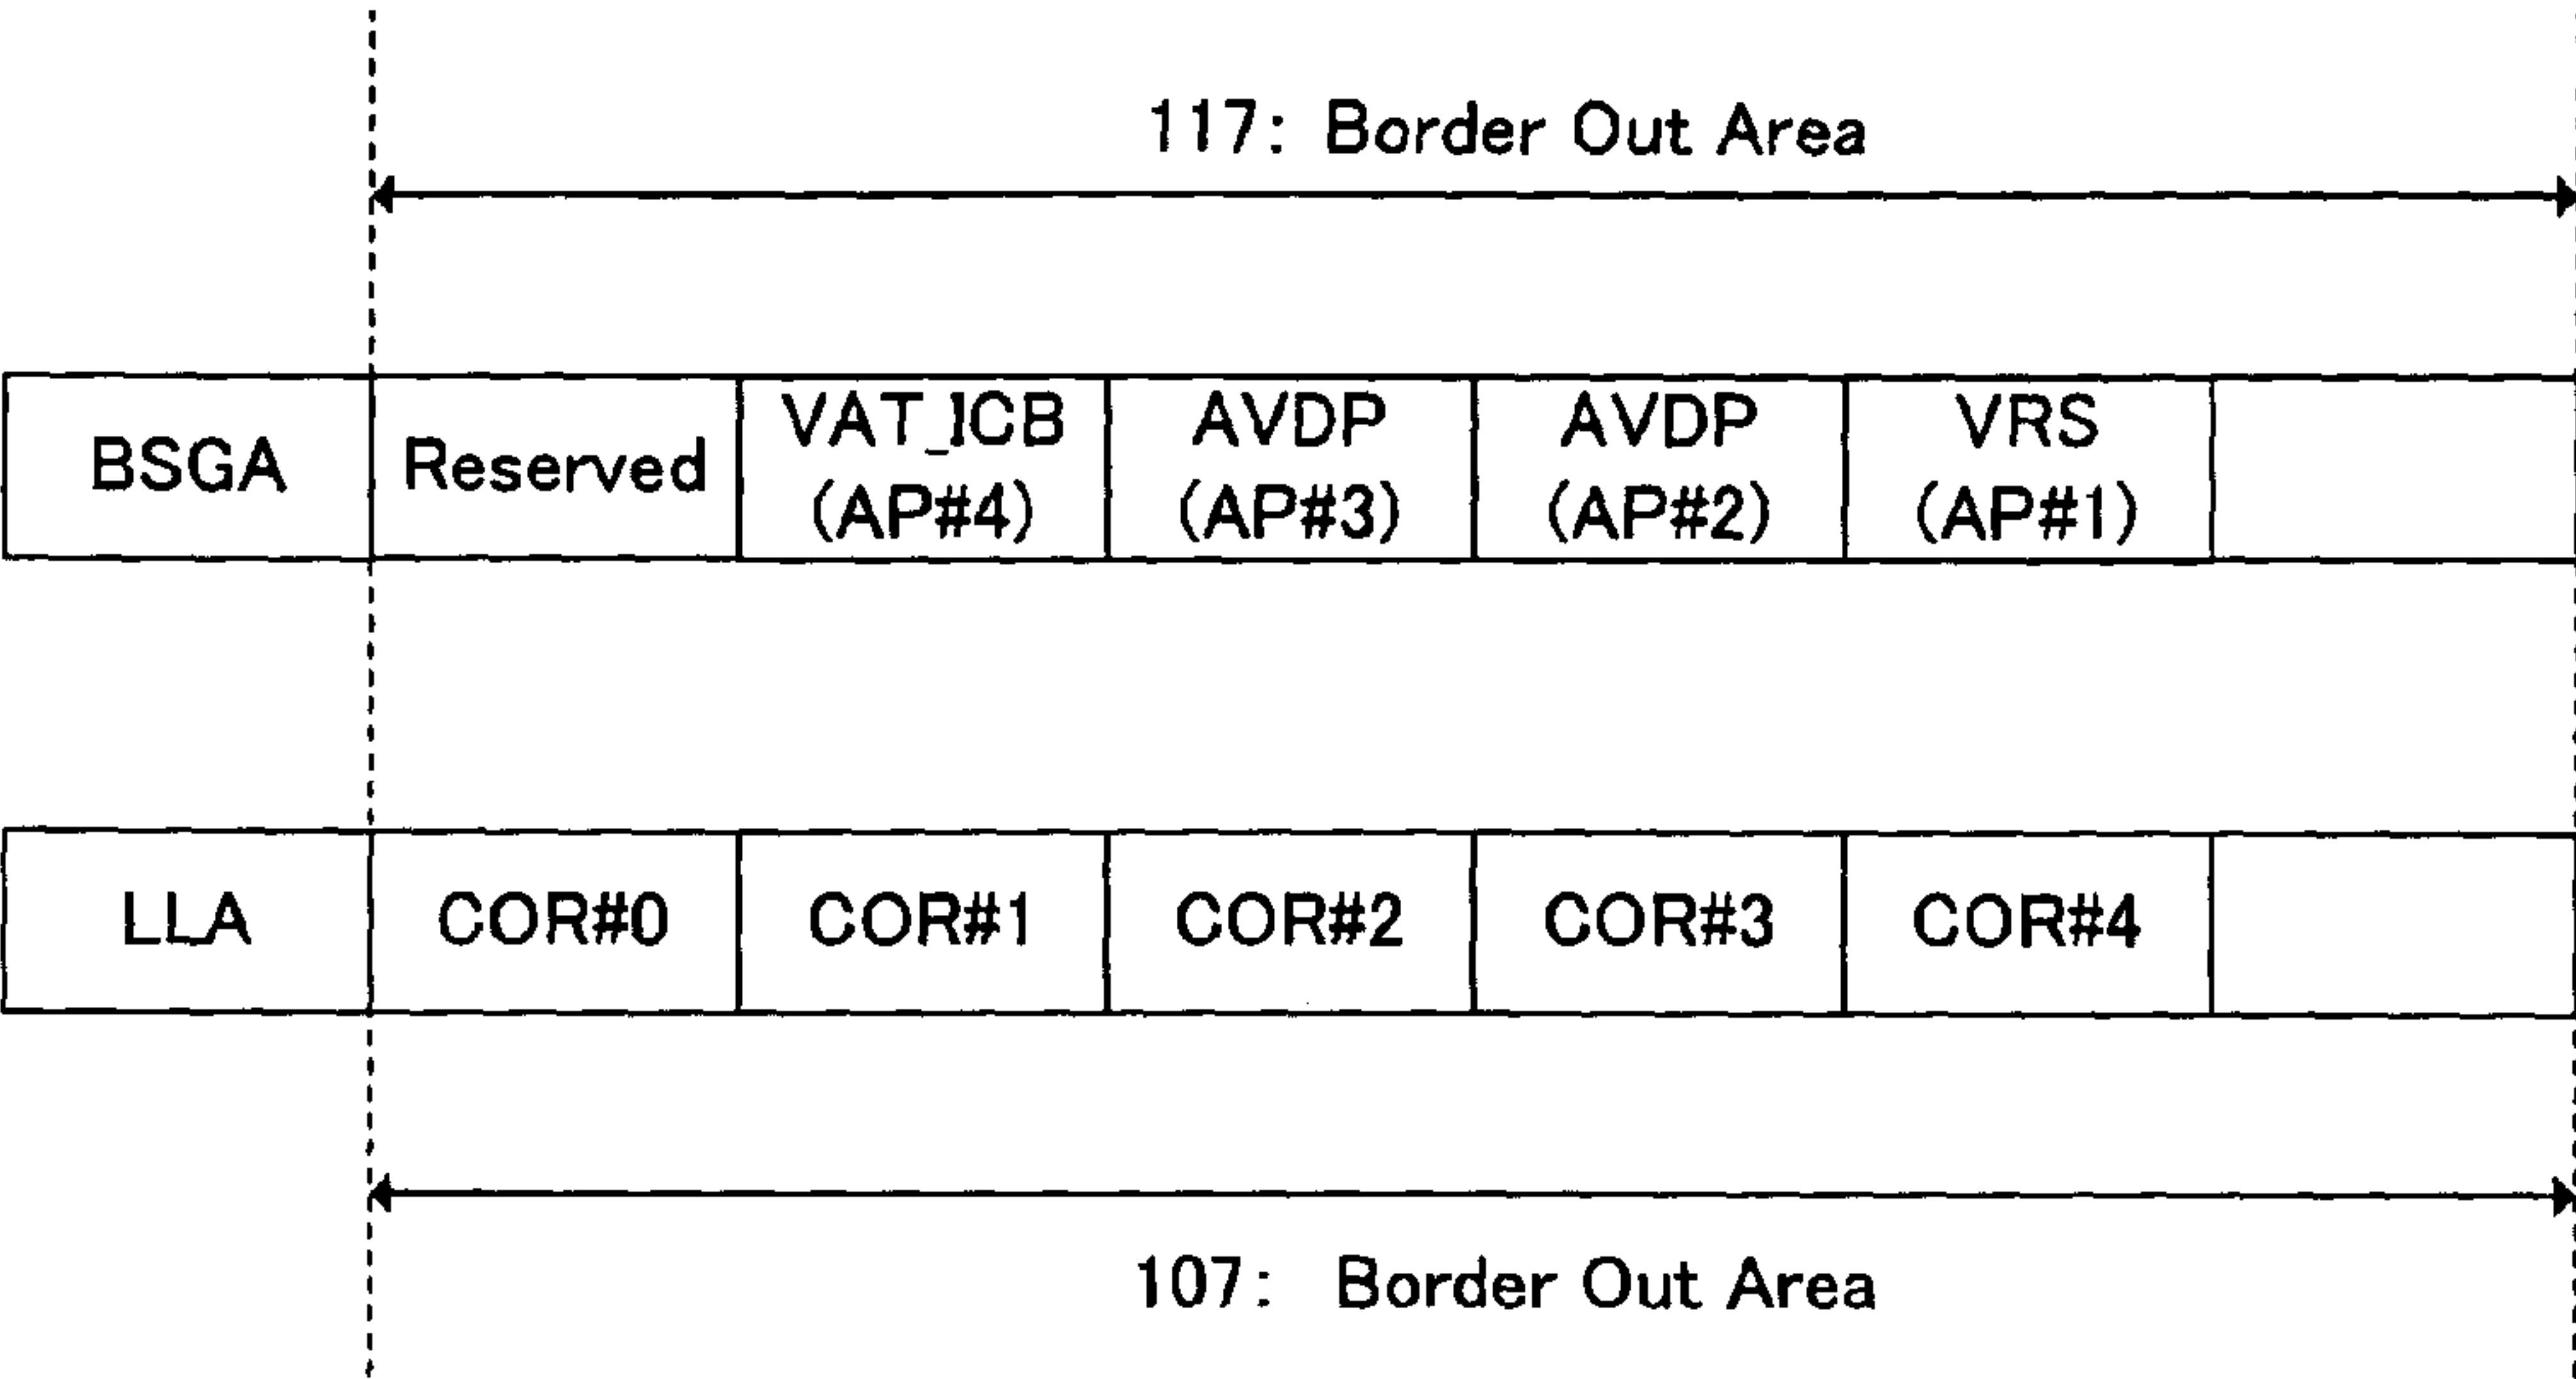 117: Border Out Area
BSGA
Reserved
VAT_ICB
(AP#4)
AVDP
(AP#3)
AVDP
(AP#2)
VRS
(AP#1)
LLA
COR#0
COR#1
COR#2
COR#3
COR#4
107: Border Out Area